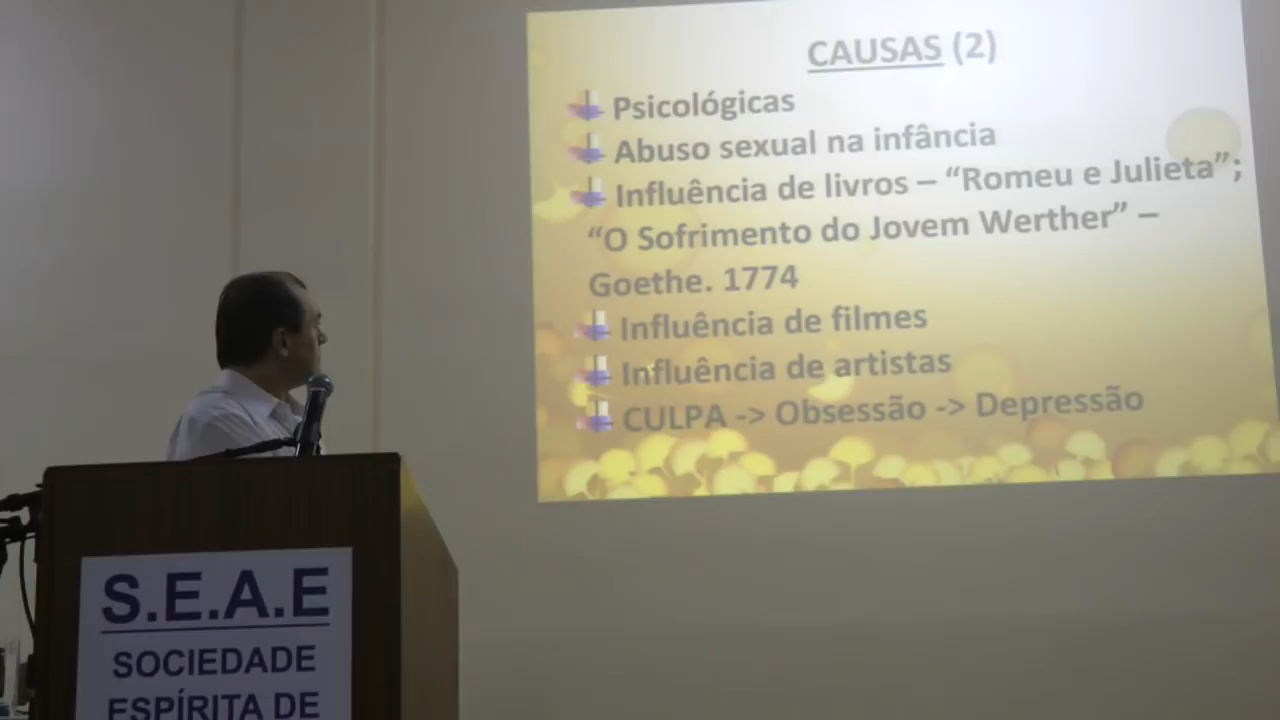 CAUSAS (2)
Psicológicas
Abuso sexual na infância
Influência de livros – “Romeu e Julieta”;
“O Sofrimento do Jovem Werther” –
Goethe. 1774
Influência de filmes
Influência de artistas
CULPA -> Obsessão -> Depressão
S.E.A.E
SOCIEDADE
ESPÍRITA DE